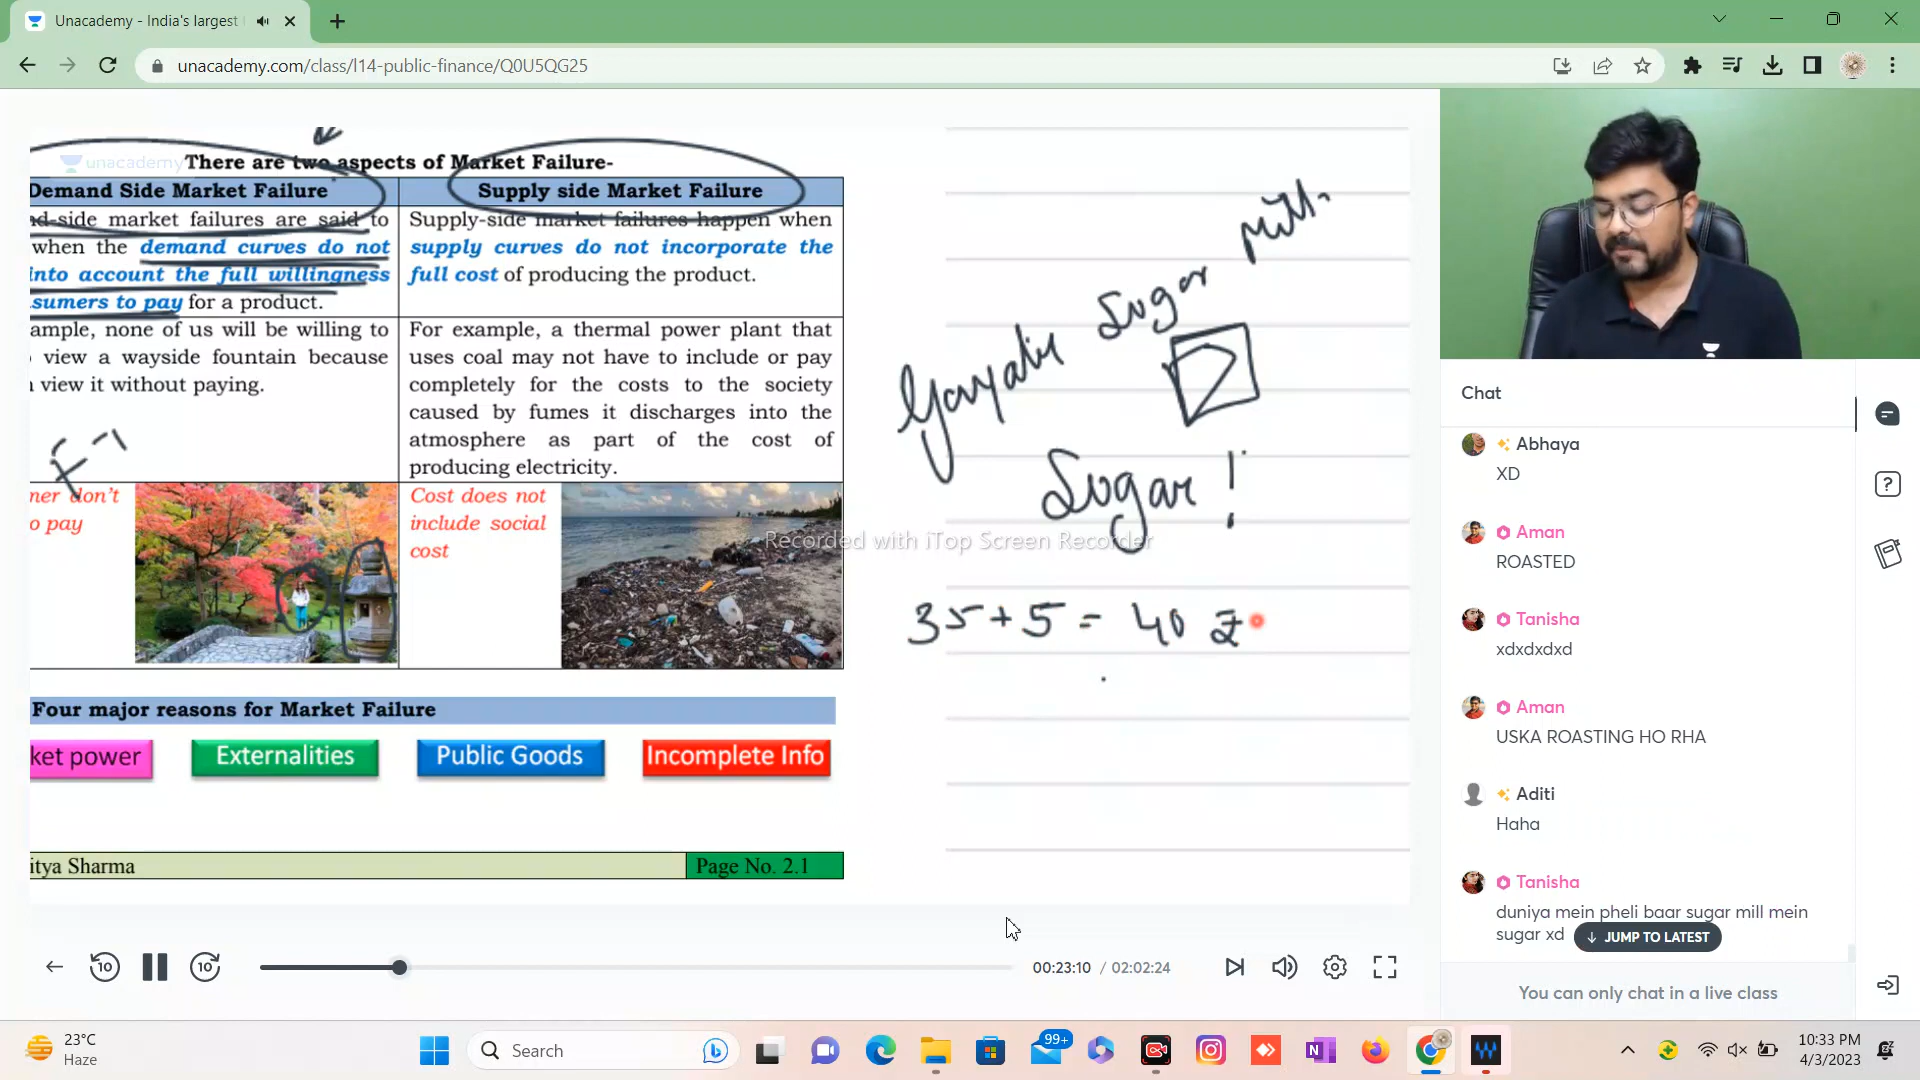 Unacademy - India's largest
unacademy.com/class/l14-public-finance/Q0U5QG25
unacademy
There are two aspects of Market Failure-
Demand Side Market Failure
Supply side Market Failure
nd-side market failures are said to
when the demand curves do not
into account the full willingness
sumers to pay for a product.
Supply-side market failures happen when
supply curves do not incorporate the
full cost of producing the product.
ample, none of us will be willing to
view a wayside fountain because
view it without paying.
For example, a thermal power plant that
uses coal may not have to include or pay
completely for the costs to the society
caused by fumes it discharges into the
atmosphere as part of the cost of
producing electricity.
ner don't
o pay
Cost does not
include social
cost
Four major reasons for Market Failure
ket power
Externalities
Public Goods
Incomplete Info
itya Sharma
Page No. 2.1
Sugar
Sugar !
35+5 = 40 ₹
Recorded with iTop Screen Recorder
10
10
00:23:10 / 02:02:24
Chat
Abhaya
XD
Aman
ROASTED
Tanisha
xdxdxdxd
Aman
USKA ROASTING HO RHA
Aditi
Haha
Tanisha
duniya mein pheli baar sugar mill mein
sugar xd
JUMP TO LATEST
You can only chat in a live class
23°C
Haze
Search
99+
10:33 PM
4/3/2023